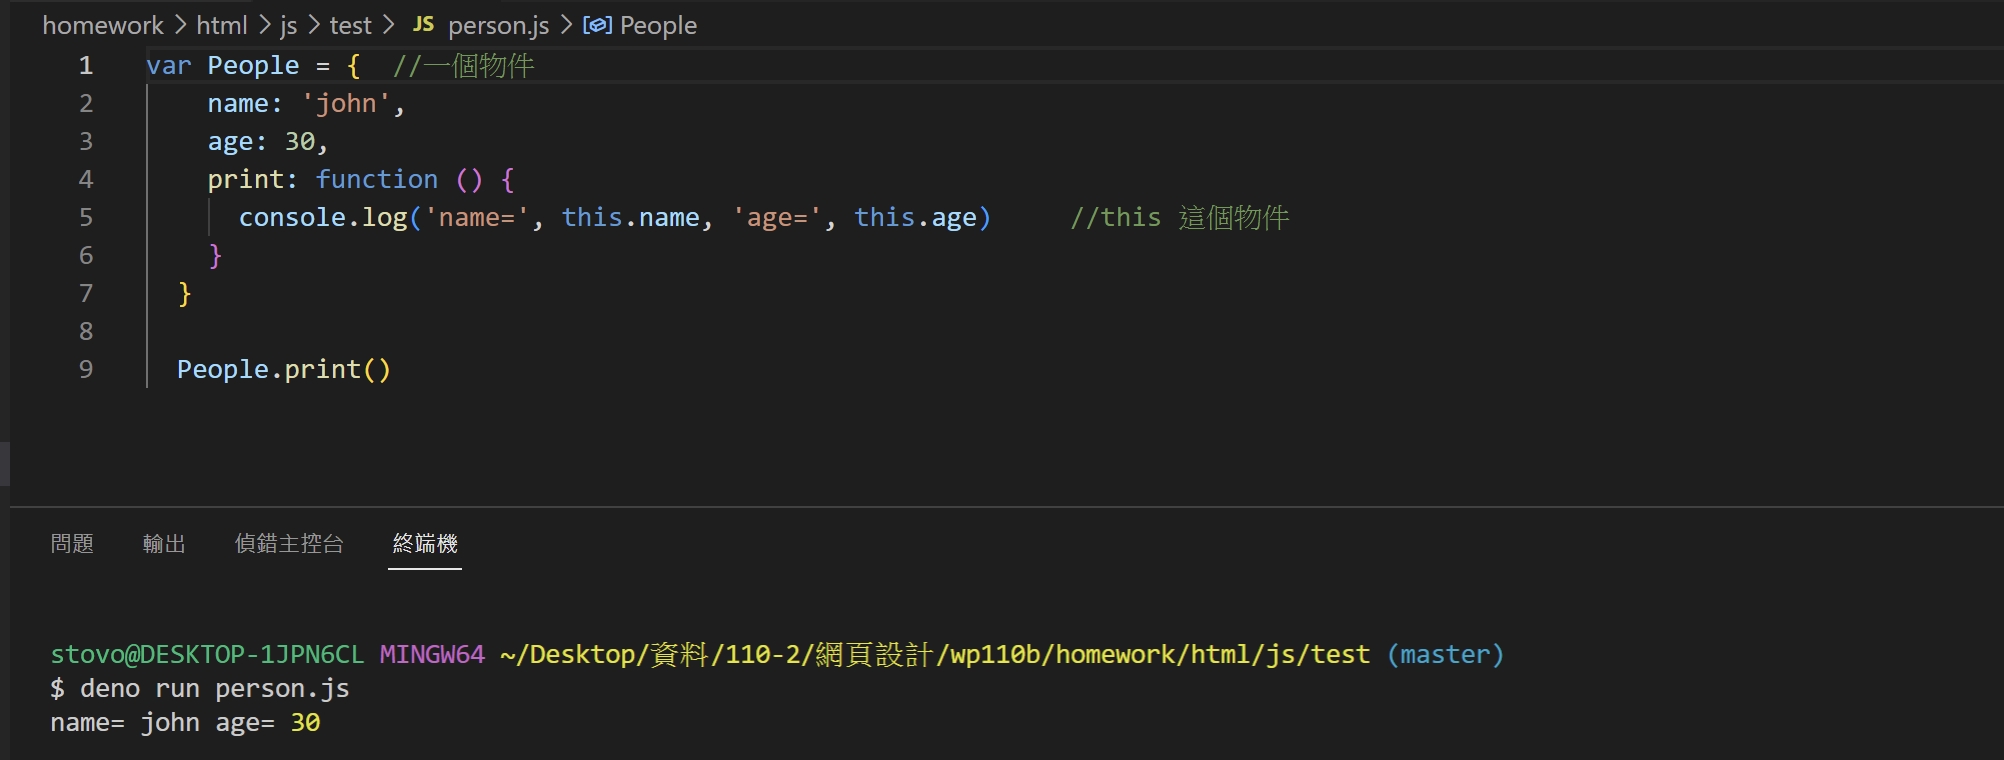 homework > html > js > test > JS person.js > People
1 var People = {  //一個物件
2     name: 'john',
3     age: 30,
4     print: function () {
5       console.log('name=', this.name, 'age=', this.age)     //this 這個物件
6     }
7   }
8
9   People.print()
問題 輸出 偵錯主控台 終端機
stovo@DESKTOP-1JPN6CL MINGW64 ~/Desktop/資料/110-2/網頁設計/wp110b/homework/html/js/test (master)
$ deno run person.js
name= john age= 30